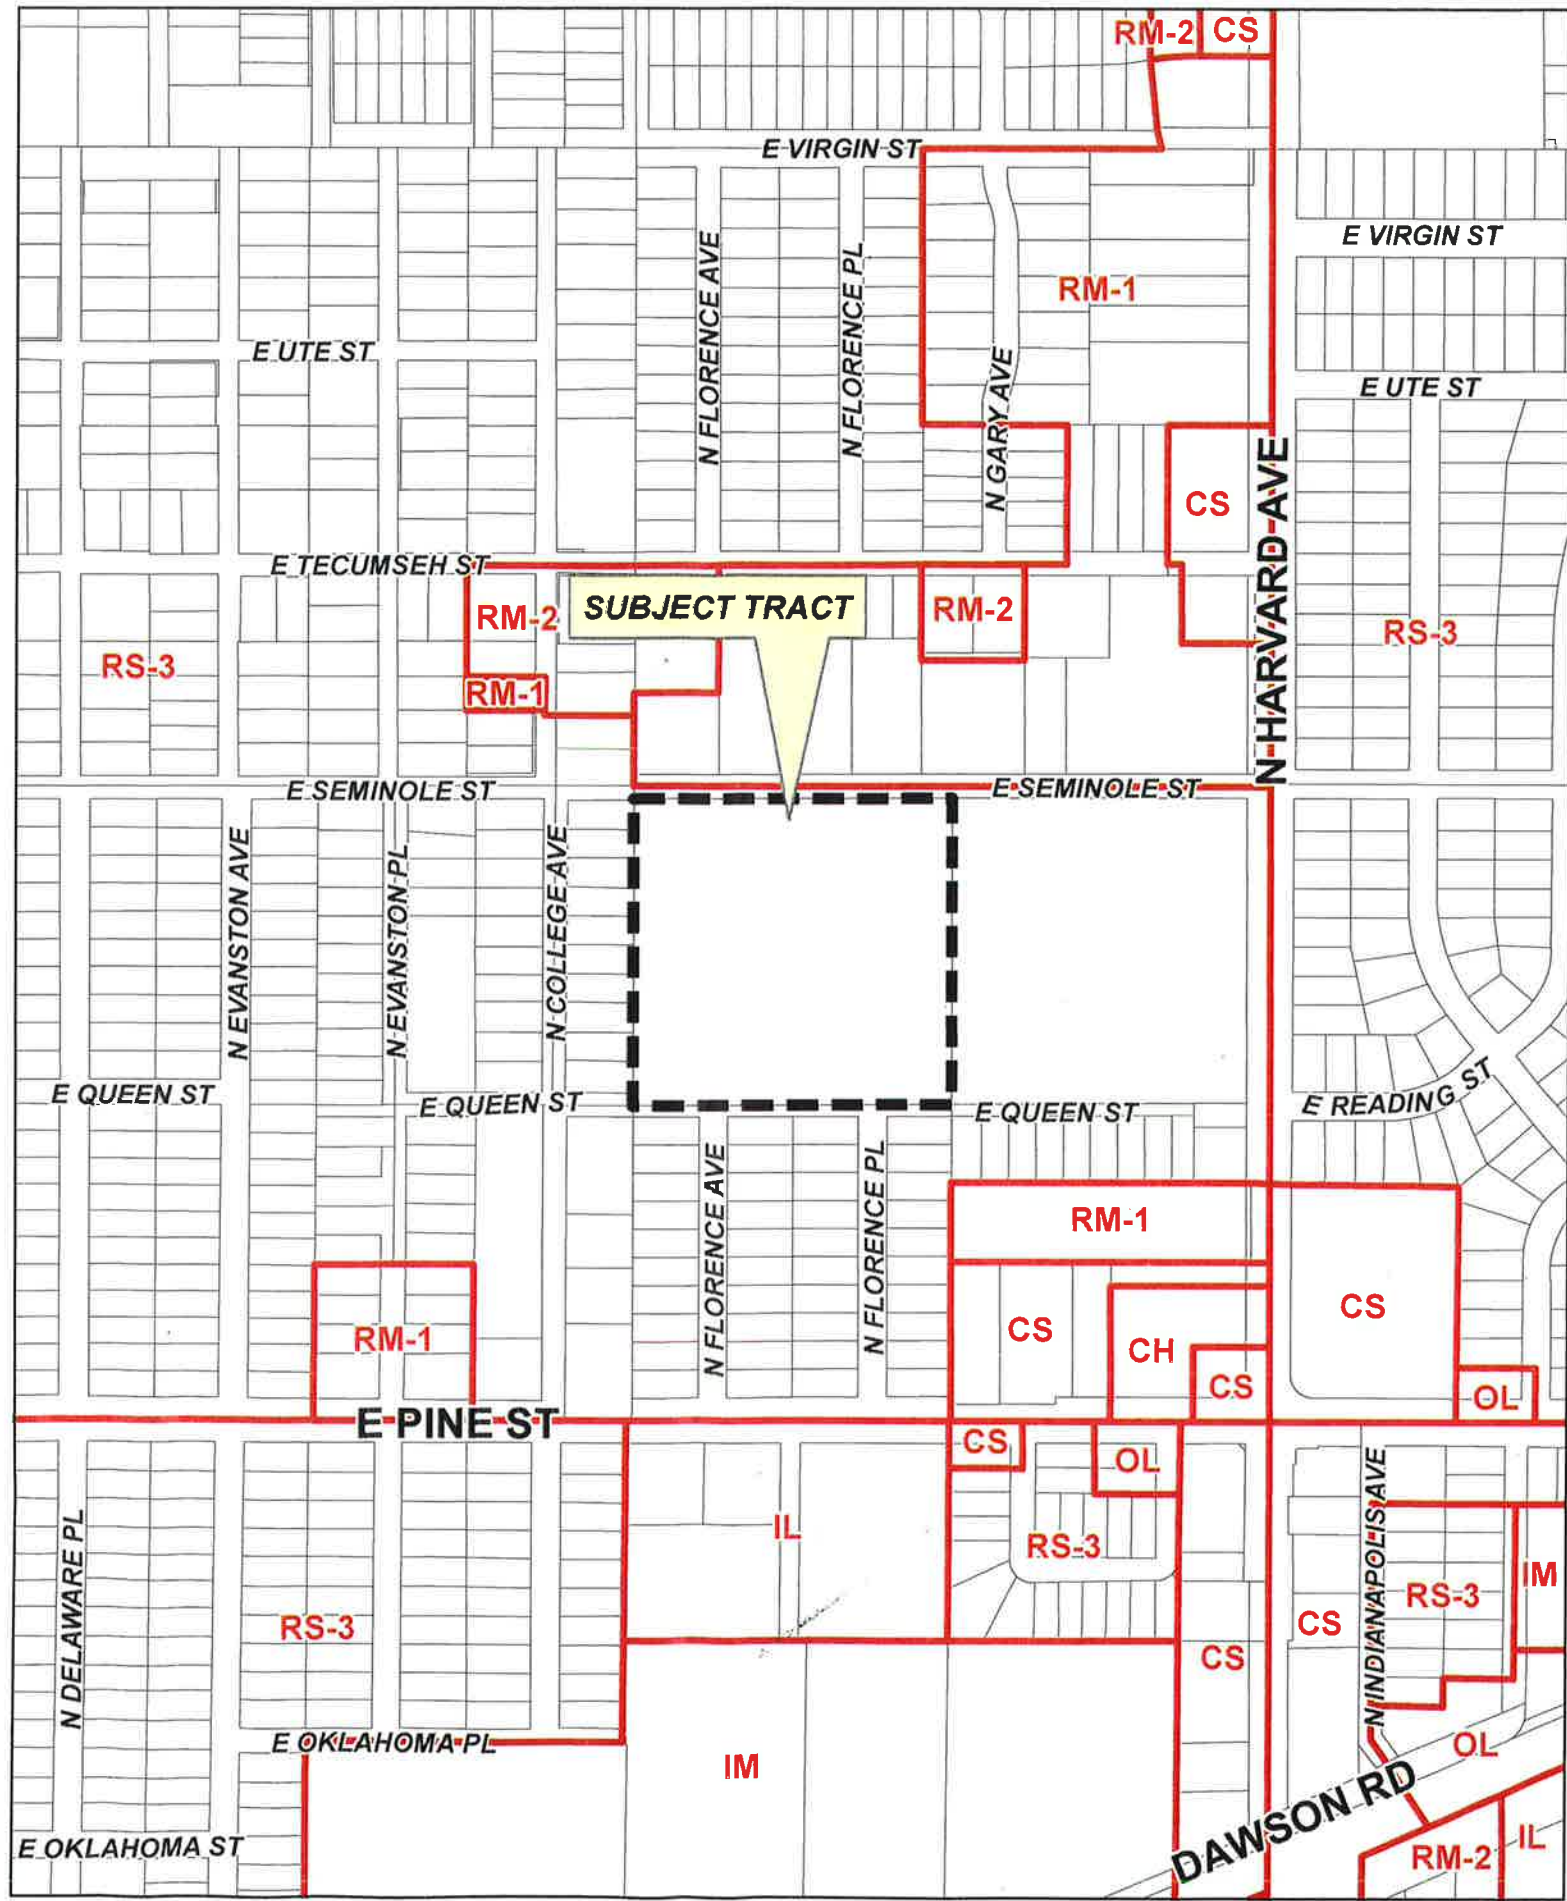 RM-2
CS
E VIRGIN ST
E VIRGIN ST
N FLORENCE AVE
N FLORENCE PL
RM-1
E UTE ST
N GARY AVE
E UTE ST
CS
N HARVARD AVE
E TECUMSEH ST
RM-2
SUBJECT TRACT
RM-2
RS-3
RS-3
RM-1
E SEMINOLE ST
E SEMINOLE ST
N EVANSTON AVE
N EVANSTON PL
N COLLEGE AVE
E QUEEN ST
E QUEEN ST
E QUEEN ST
E READING ST
N FLORENCE AVE
N FLORENCE PL
RM-1
CS
RM-1
CS
CH
CS
OL
E PINE ST
CS
OL
N INDIANAPOLIS AVE
IL
RS-3
IM
RS-3
N DELAWARE PL
RS-3
CS
CS
E OKLAHOMA PL
IM
OL
DAWSON RD
E OKLAHOMA ST
RM-2
IL